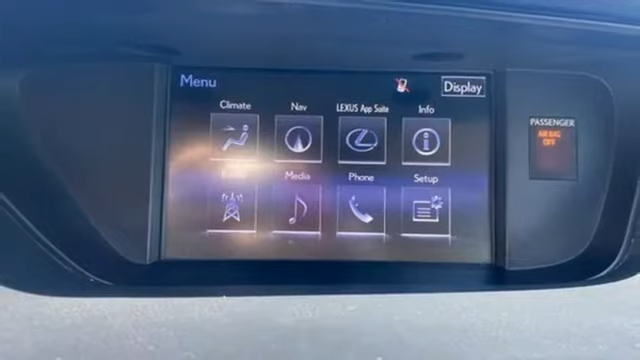 Menu
Display
Climate
Nav
LEXUS App Suite
Info
Media
Phone
Setup
PASSENGER
AIR BAG
OFF